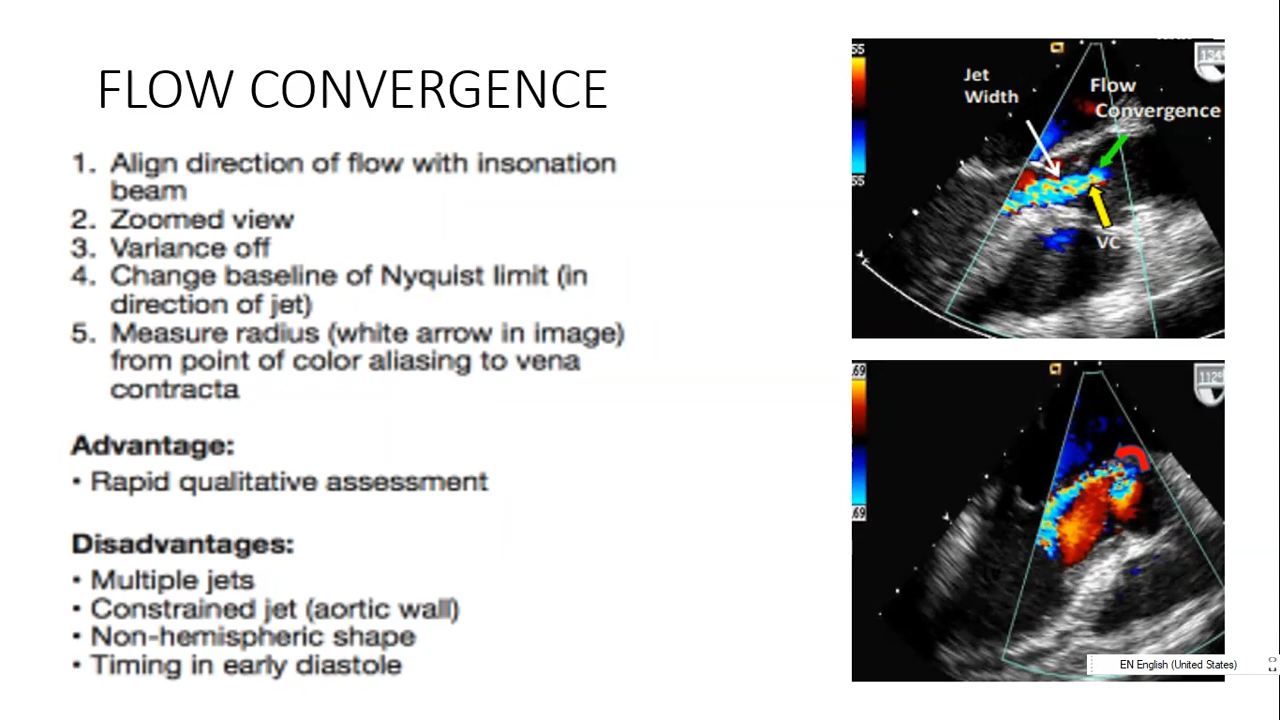 FLOW CONVERGENCE
1. Align direction of flow with insonation
beam
2. Zoomed view
3. Variance off
4. Change baseline of Nyquist limit (in
direction of jet)
5. Measure radius (white arrow in image)
from point of color aliasing to vena
contracta
Advantage:
• Rapid qualitative assessment
Disadvantages:
• Multiple jets
• Constrained jet (aortic wall)
• Non-hemispheric shape
• Timing in early diastole
55
134°
Jet
Width
Flow
Convergence
55
VC
.69
112°
.69
EN English (United States)